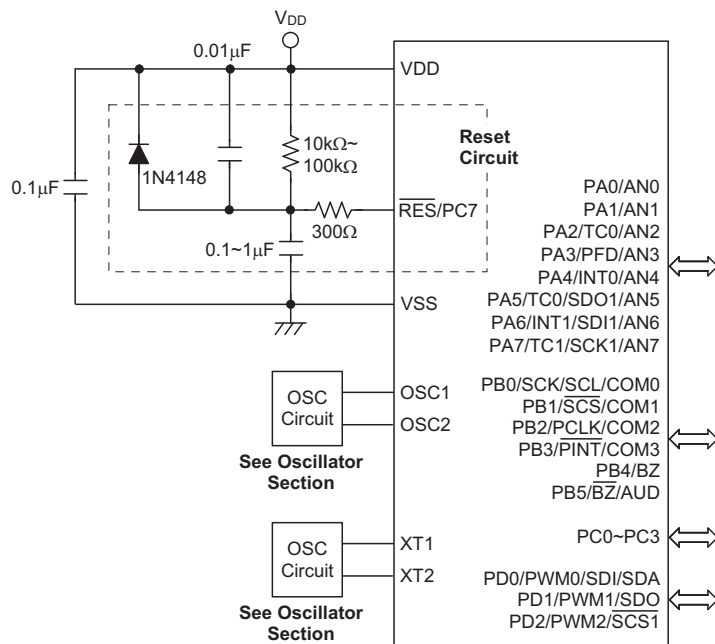 VDD
0.01μF
VDD
10kΩ~
100kΩ
Reset
Circuit
1N4148
0.1μF
RES/PC7
300Ω
0.1~1μF
VSS
PA0/AN0
PA1/AN1
PA2/TC0/AN2
PA3/PFD/AN3
PA4/INT0/AN4
PA5/TC0/SDO1/AN5
PA6/INT1/SDI1/AN6
PA7/TC1/SCK1/AN7
OSC
Circuit
OSC1
OSC2
See Oscillator
Section
PB0/SCK/SCL/COM0
PB1/SCS/COM1
PB2/PCLK/COM2
PB3/PINT/COM3
PB4/BZ
PB5/BZ/AUD
OSC
Circuit
XT1
XT2
See Oscillator
Section
PC0~PC3
PD0/PWM0/SDI/SDA
PD1/PWM1/SDO
PD2/PWM2/SCS1